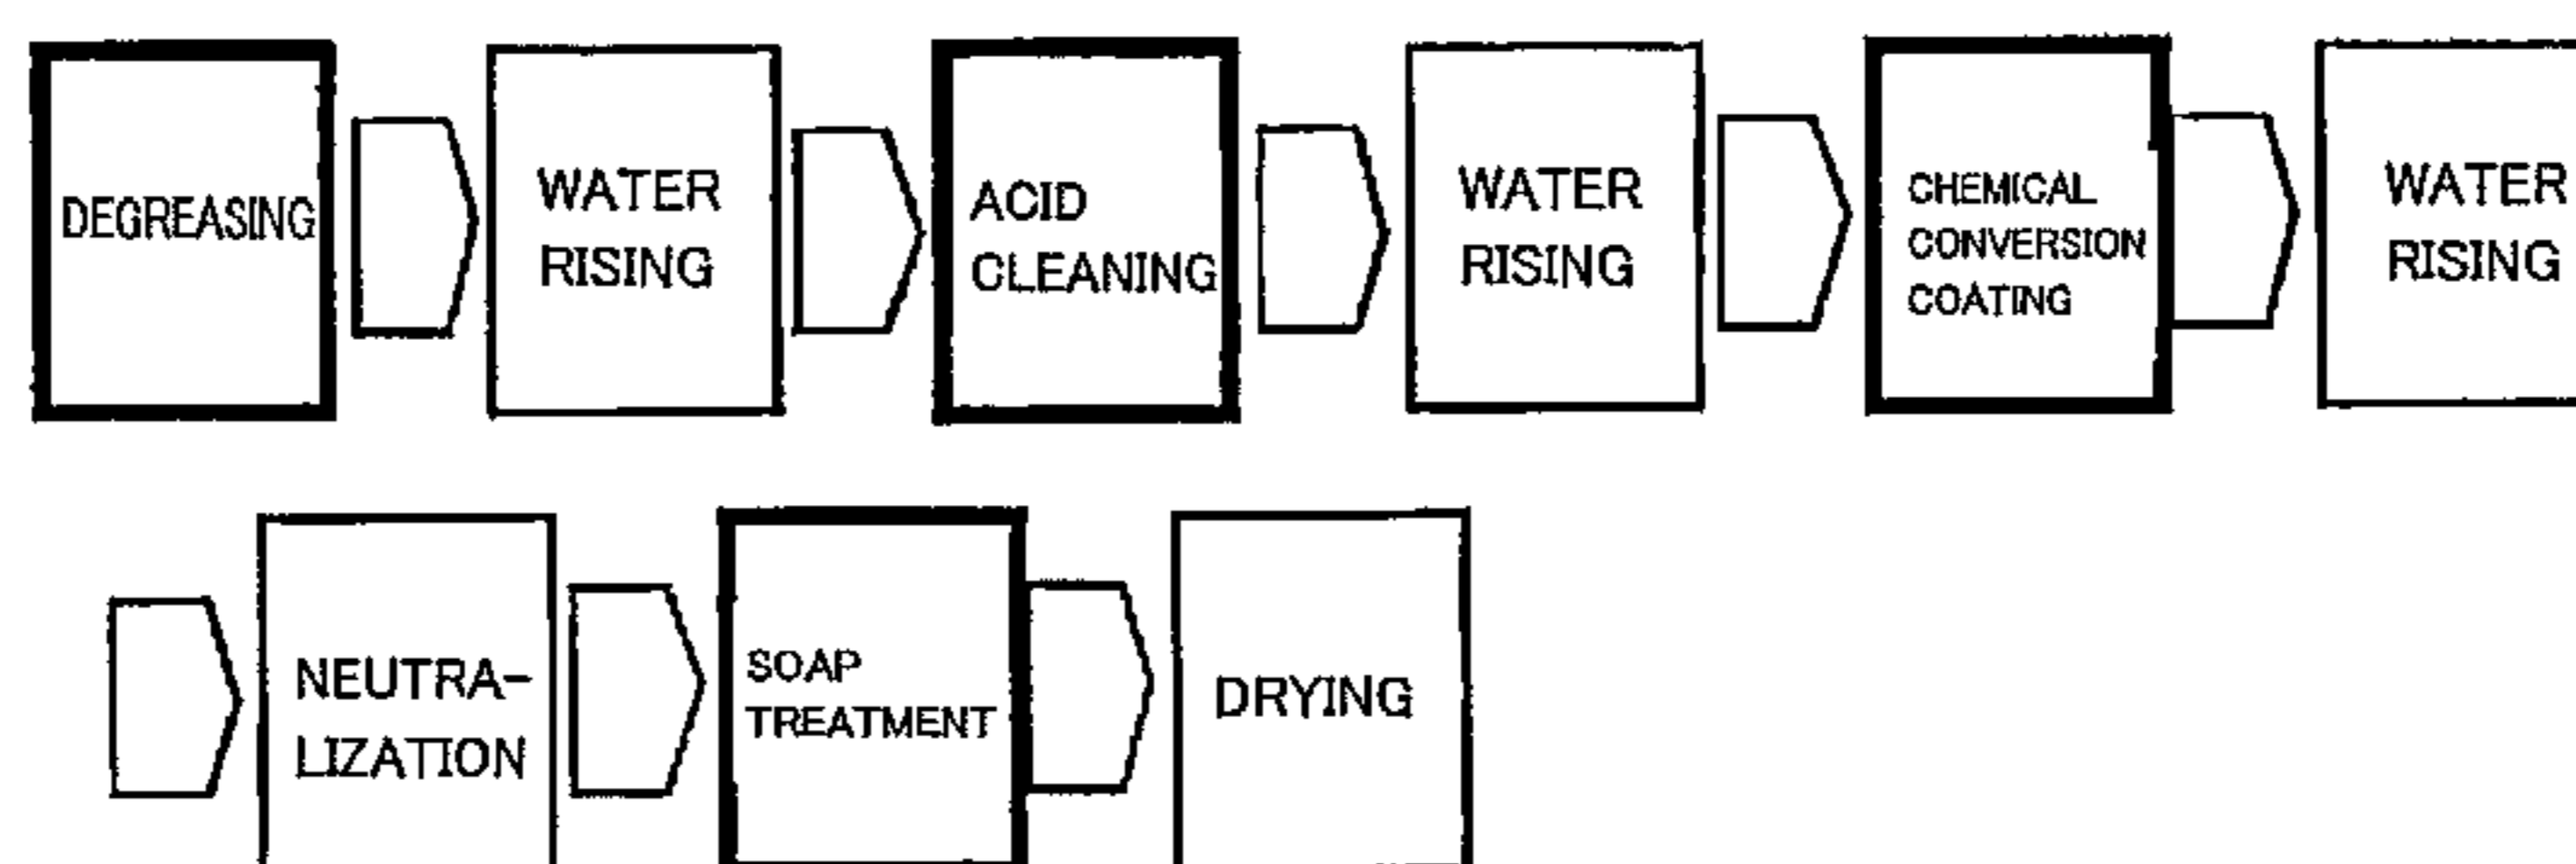 DEGREASING
WATER
RISING
ACID
CLEANING
WATER
RISING
CHEMICAL
CONVERSION
COATING
WATER
RISING
NEUTRA-
LIZATION
SOAP
TREATMENT
DRYING